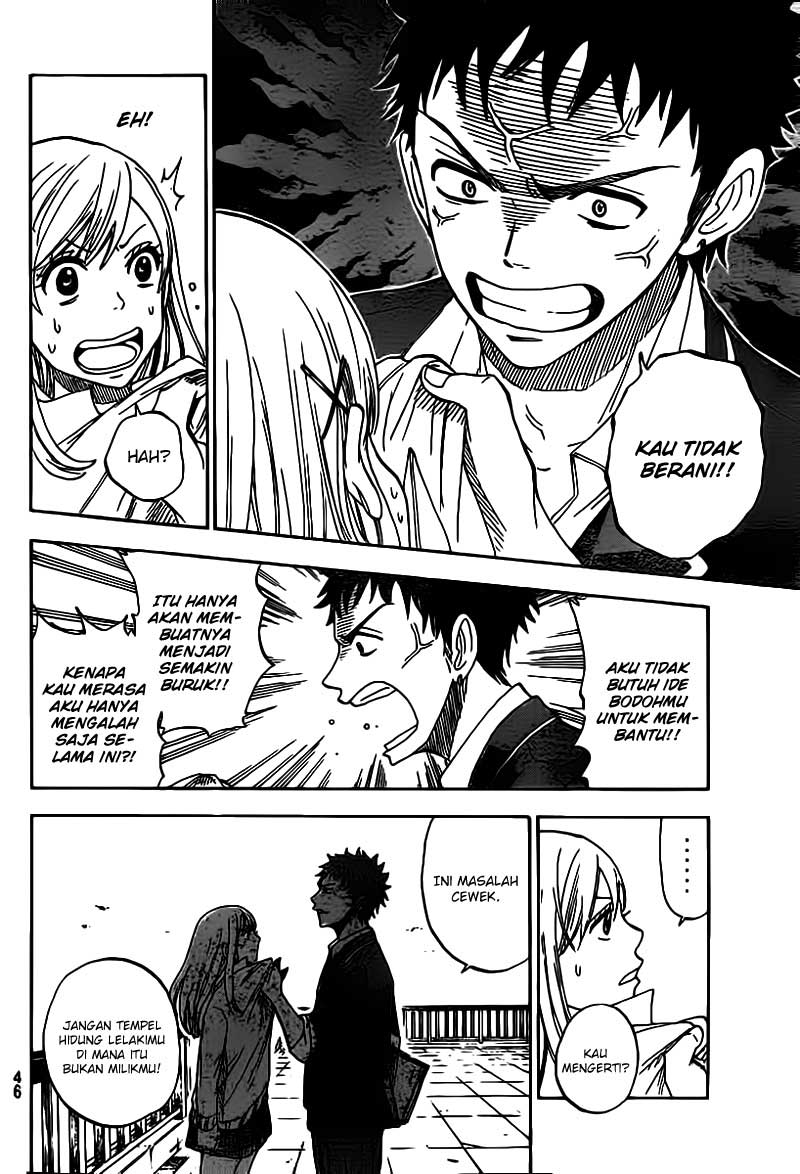 KAU TIDAK
BERANI!!
EH!
HAH?
AKU TIDAK
BUTUH IDE
BODOHMU
UNTUK MEM-
BANTU!!
ITU HANYA
AKAN MEM-
BUATNYA
MENJADI
SEMAKIN
BURUK!!
KENAPA
KAU MERASA
AKU HANYA
MENGALAH
SAJA SE-
LAMA INI?!
......
KAU
MENGERTI?
INI MASALAH
CEWEK.
JANGAN TEMPEL
HIDUNG LELAKIMU
DI MANA ITU
BUKAN MILIKMU!
46